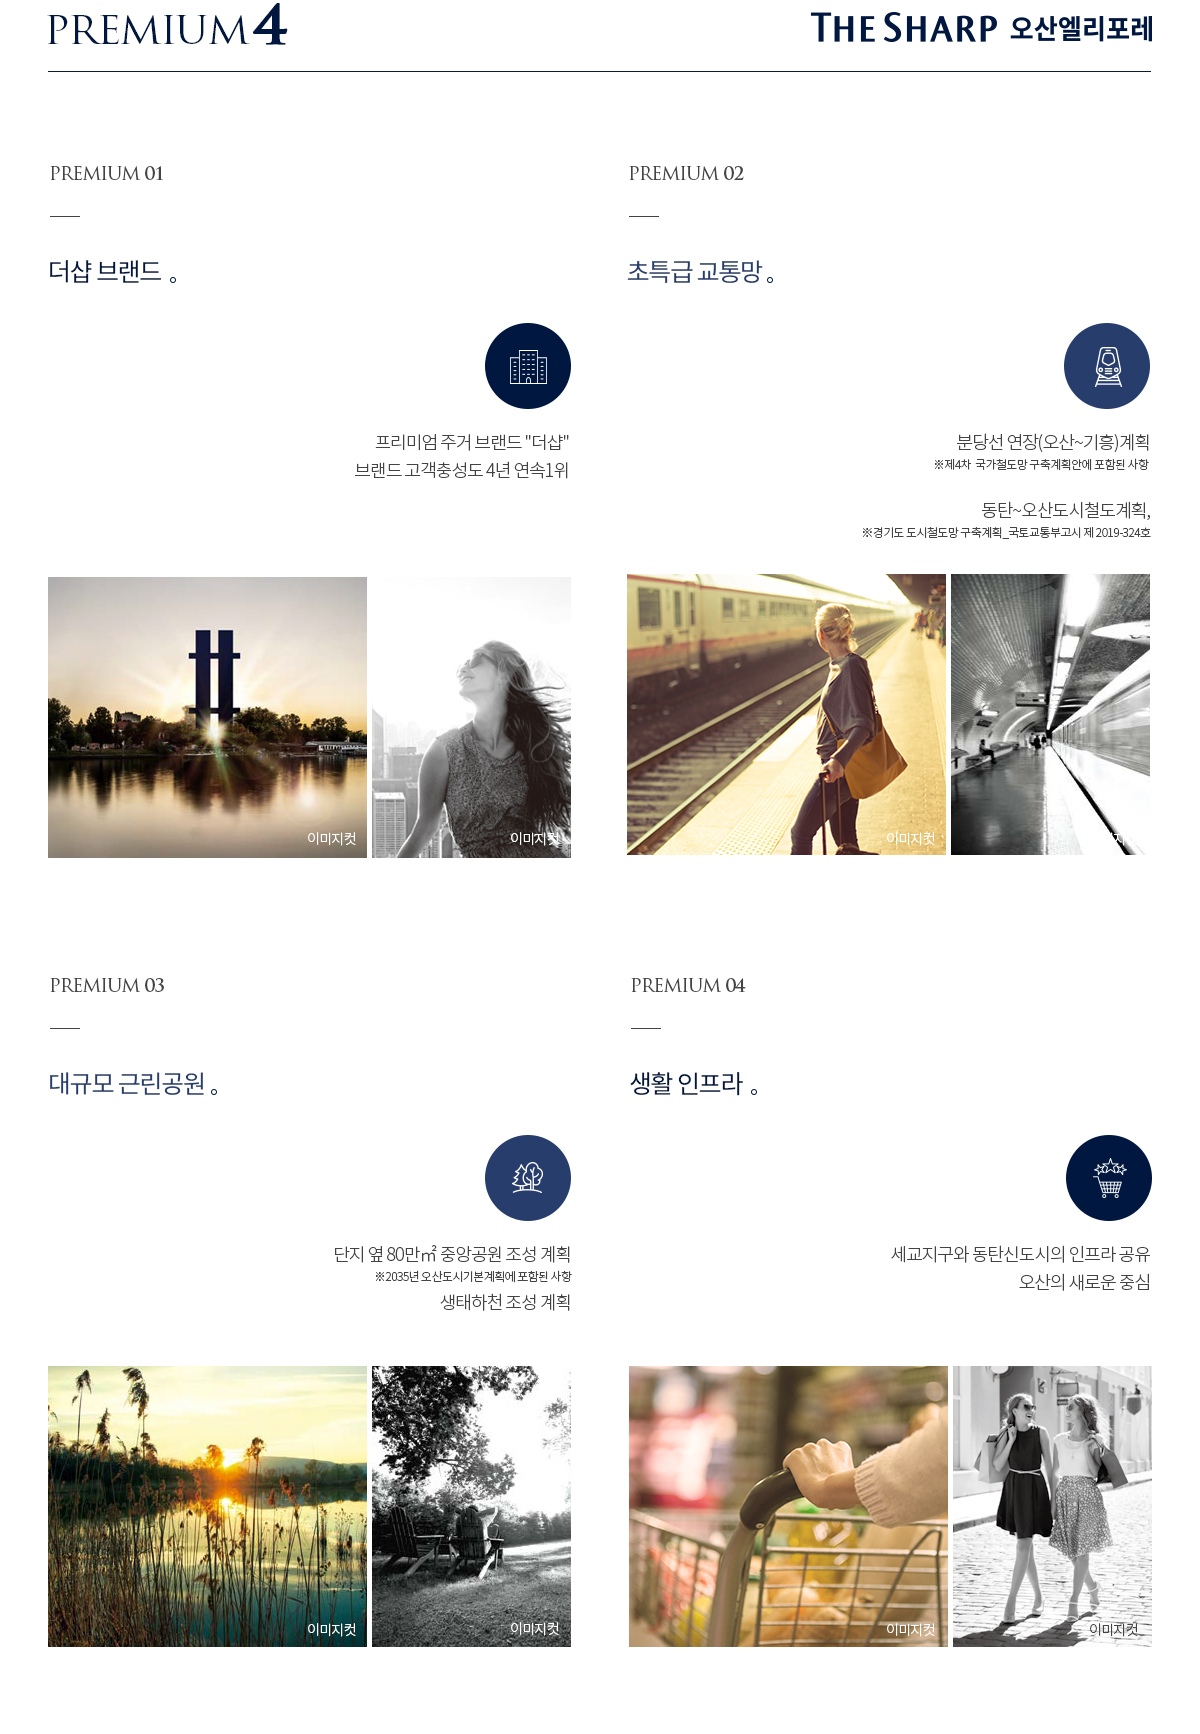 PREMIUM 4
THE SHARP 오산엘리포레
PREMIUM 01
더샵 브랜드 。
프리미엄 주거 브랜드 "더샵"
브랜드 고객충성도 4년 연속1위
이미지컷
이미지컷
PREMIUM 02
초특급 교통망 。
분당선 연장(오산~기흥)계획
※제4차 국가철도망 구축계획안에 포함된 사항
동탄~오산도시철도계획,
※경기도 도시철도망 구축계획_국토교통부고시 제 2019-324호
이미지컷
PREMIUM 03
대규모 근린공원 。
단지 옆 80만㎡ 중앙공원 조성 계획
※2035년 오산도시기본계획에 포함된 사항
생태하천 조성 계획
이미지컷
이미지컷
PREMIUM 04
생활 인프라 。
세교지구와 동탄신도시의 인프라 공유
오산의 새로운 중심
이미지컷
이미지컷